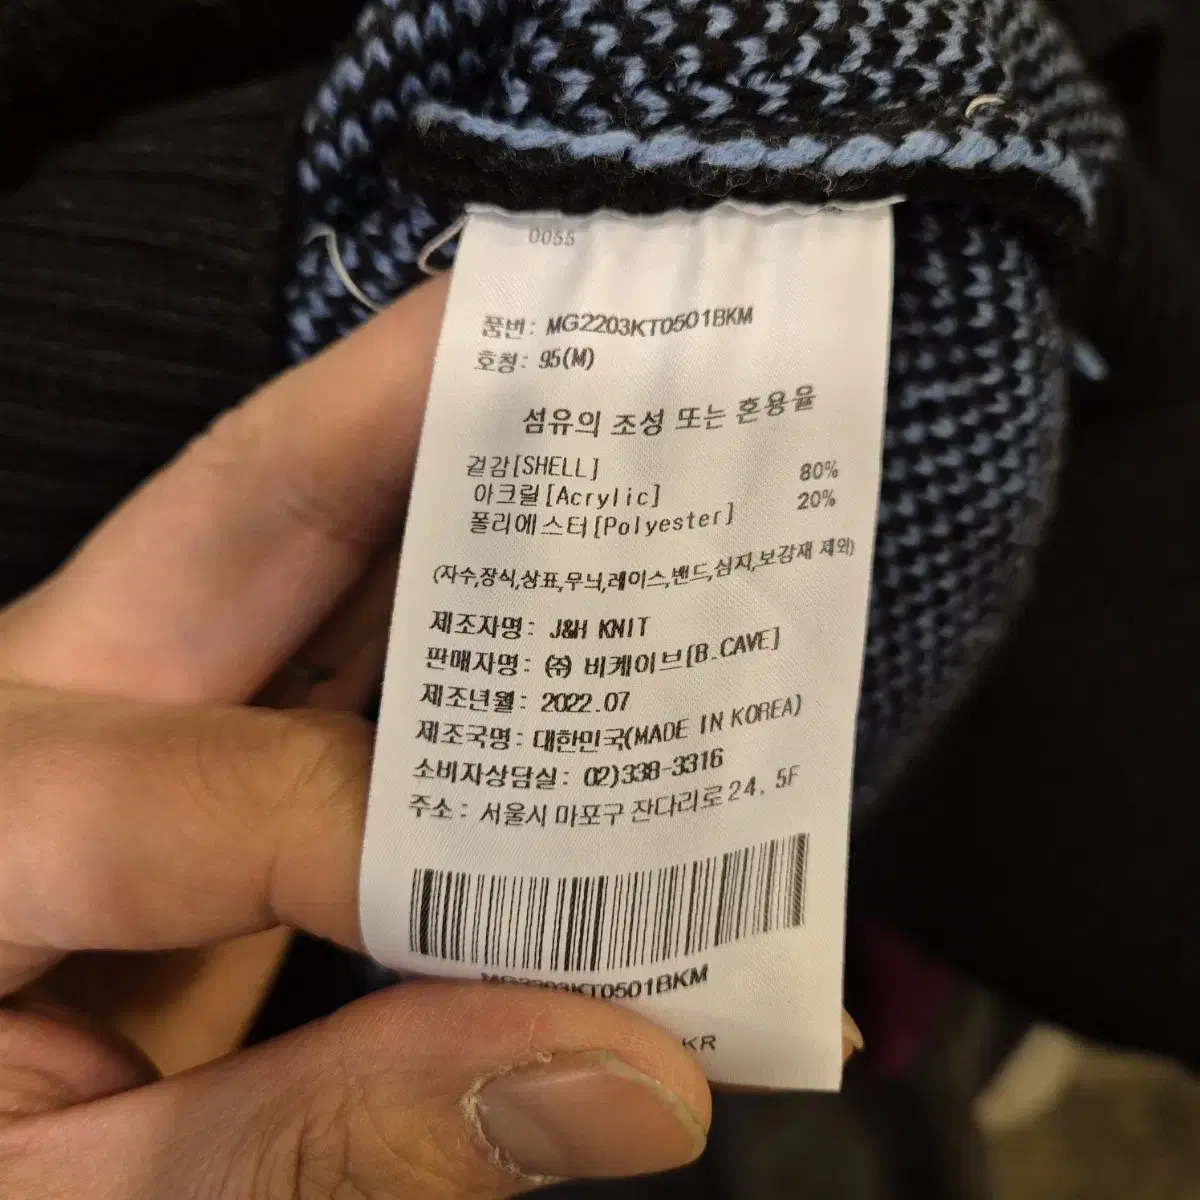 0055
품번: MG2203KT0501BKM
호칭: 95(M)
섬유의 조성 또는 혼용율
겉감[SHELL]
아크릴[Acrylic] 80%
폴리에스터[Polyester] 20%
(자수,장식,상표,무늬,레이스,밴드,심지,보강재 제외)
제조자명: J&H KNIT
판매자명: ㈜ 비케이브[B.CAVE]
제조년월: 2022.07
제조국명: 대한민국(MADE IN KOREA)
소비자상담실: 02)338-3316
주소: 서울시 마포구 잔다리로24. 5F
MG2203KT0501BKM
KR